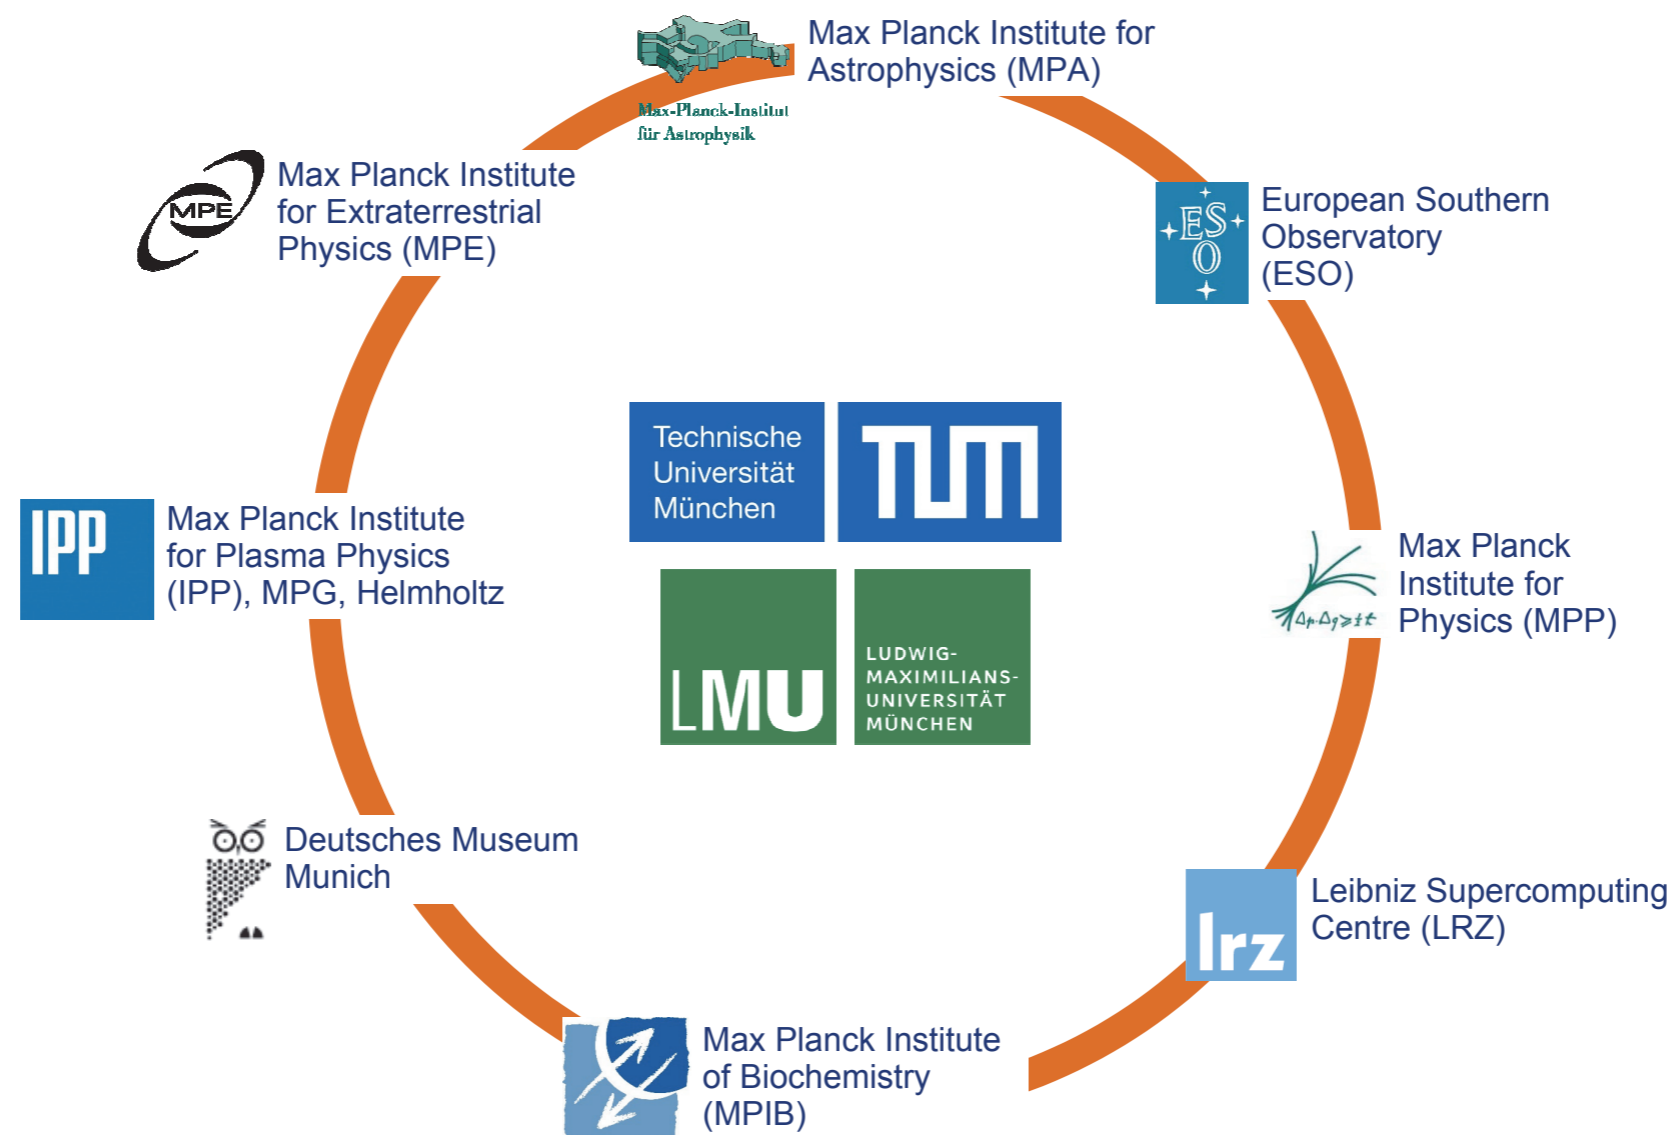 Max Planck Institute for
Astrophysics (MPA)
Max-Planck-Institut
für Astrophysik
Max Planck Institute
for Extraterrestrial
Physics (MPE)
MPE
European Southern
Observatory
(ESO)
ES
O
Technische
Universität
München
TUM
IPP
Max Planck Institute
for Plasma Physics
(IPP), MPG, Helmholtz
Max Planck
Institute for
Physics (MPP)
LMU
LUDWIG-
MAXIMILIANS-
UNIVERSITÄT
MÜNCHEN
Deutsches Museum
Munich
lrz
Leibniz Supercomputing
Centre (LRZ)
Max Planck Institute
of Biochemistry
(MPIB)